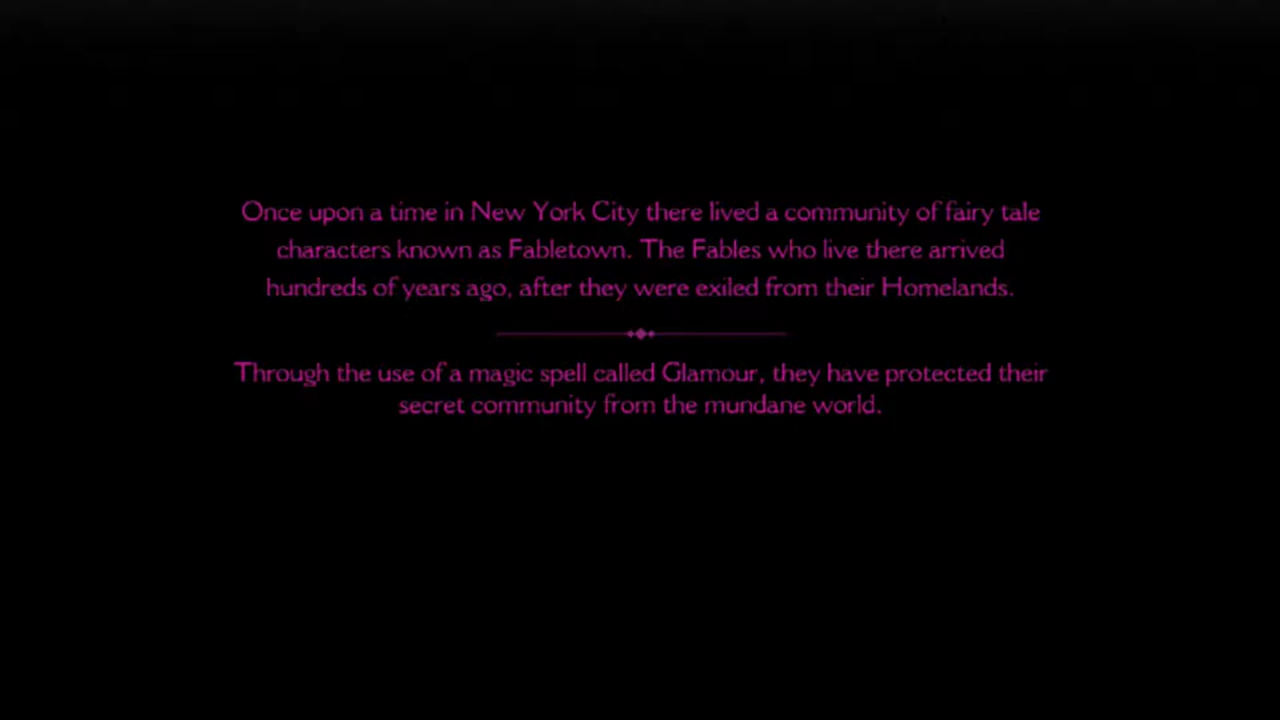 Once upon a time in New York City there lived a community of fairy tale
characters known as Fabletown. The Fables who live there arrived
hundreds of years ago, after they were exiled from their Homelands.
Through the use of a magic spell called Glamour, they have protected their
secret community from the mundane world.